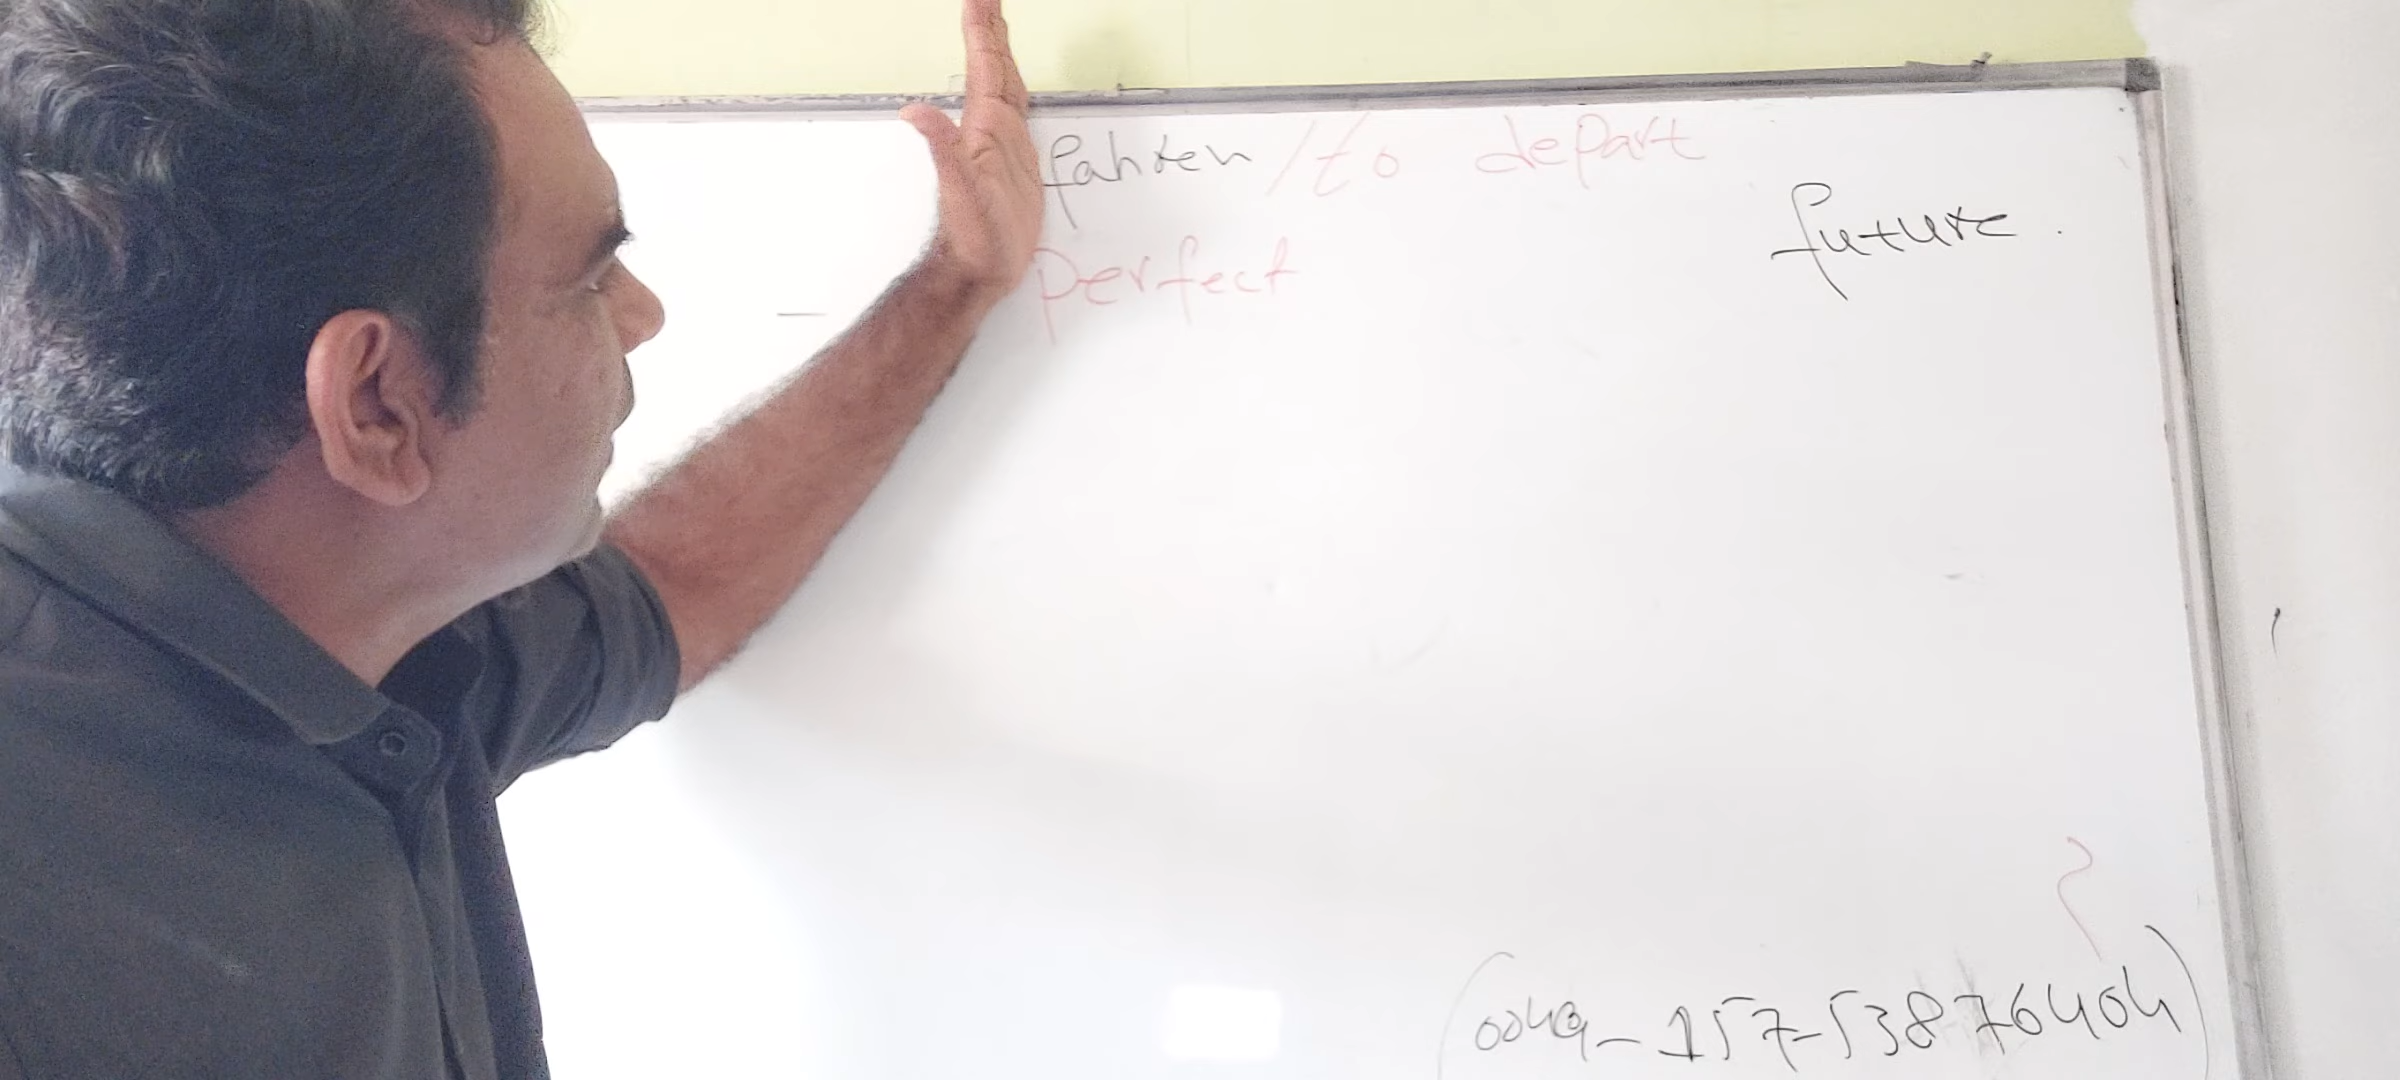 fahren / to depart
future.
Perfect
(0049-157-53876404)